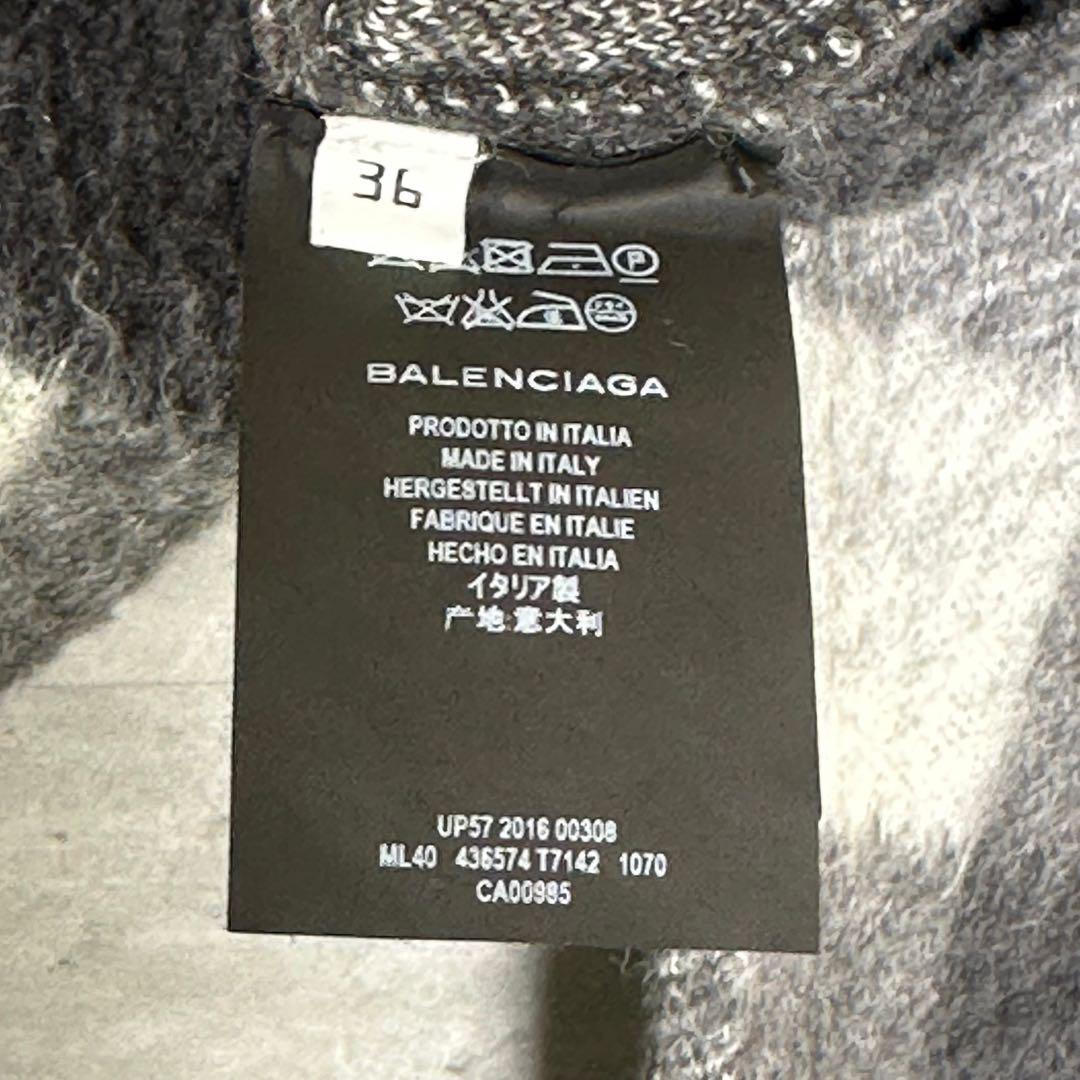 36
P
BALENCIAGA
PRODOTTO IN ITALIA
MADE IN ITALY
HERGESTELLT IN ITALIEN
FABRIQUE EN ITALIE
HECHO EN ITALIA
イタリア製
产地:意大利
UP57 2016 00308
ML40 436574 T7142 1070
CA00985